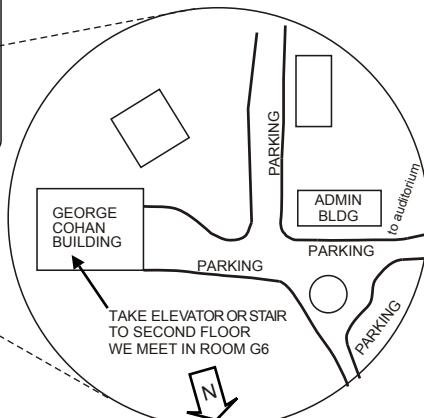 PARKING
ADMIN
BLDG
to auditorium
GEORGE
COHAN
BUILDING
PARKING
PARKING
TAKE ELEVATOR OR STAIR
TO SECOND FLOOR
WE MEET IN ROOM G6
PARKING
N